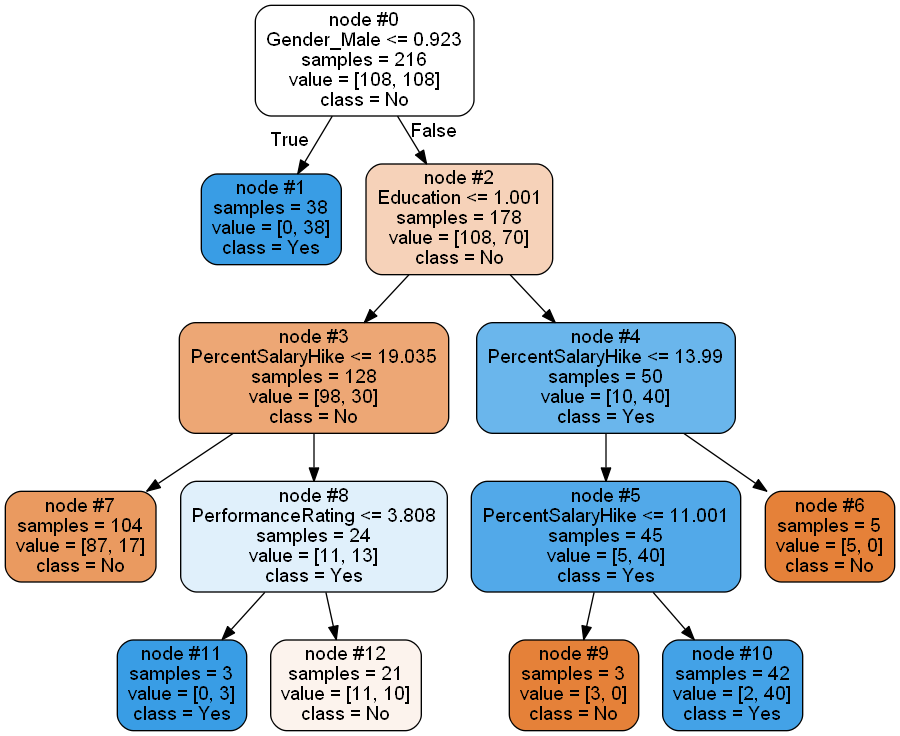 node #0
Gender_Male <= 0.923
samples = 216
value = [108, 108]
class = No
True
False
node #1
samples = 38
value = [0, 38]
class = Yes
node #2
Education <= 1.001
samples = 178
value = [108, 70]
class = No
node #3
PercentSalaryHike <= 19.035
samples = 128
value = [98, 30]
class = No
node #4
PercentSalaryHike <= 13.99
samples = 50
value = [10, 40]
class = Yes
node #7
samples = 104
value = [87, 17]
class = No
node #8
PerformanceRating <= 3.808
samples = 24
value = [11, 13]
class = Yes
node #5
PercentSalaryHike <= 11.001
samples = 45
value = [5, 40]
class = Yes
node #6
samples = 5
value = [5, 0]
class = No
node #11
samples = 3
value = [0, 3]
class = Yes
node #12
samples = 21
value = [11, 10]
class = No
node #9
samples = 3
value = [3, 0]
class = No
node #10
samples = 42
value = [2, 40]
class = Yes